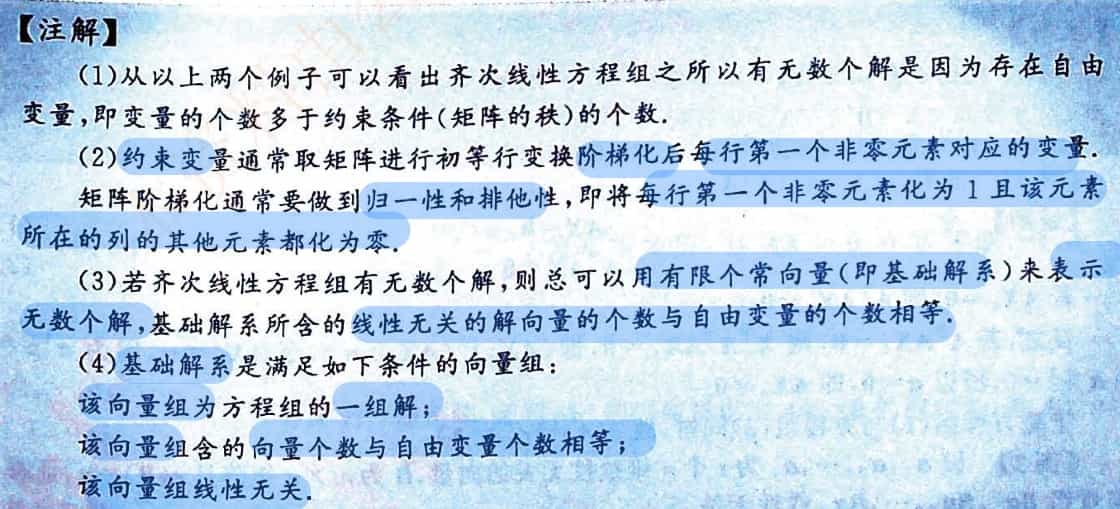 【注解】
(1)从以上两个例子可以看出齐次线性方程组之所以有无数个解是因为存在自由
变量,即变量的个数多于约束条件(矩阵的秩)的个数.
(2)约束变量通常取矩阵进行初等行变换阶梯化后每行第一个非零元素对应的变量.
矩阵阶梯化通常要做到归一性和排他性,即将每行第一个非零元素化为1且该元素
所在的列的其他元素都化为零.
(3)若齐次线性方程组有无数个解,则总可以用有限个常向量(即基础解系)来表示
无数个解,基础解系所含的线性无关的解向量的个数与自由变量的个数相等.
(4)基础解系是满足如下条件的向量组:
该向量组为方程组的一组解;
该向量组含的向量个数与自由变量个数相等;
该向量组线性无关.